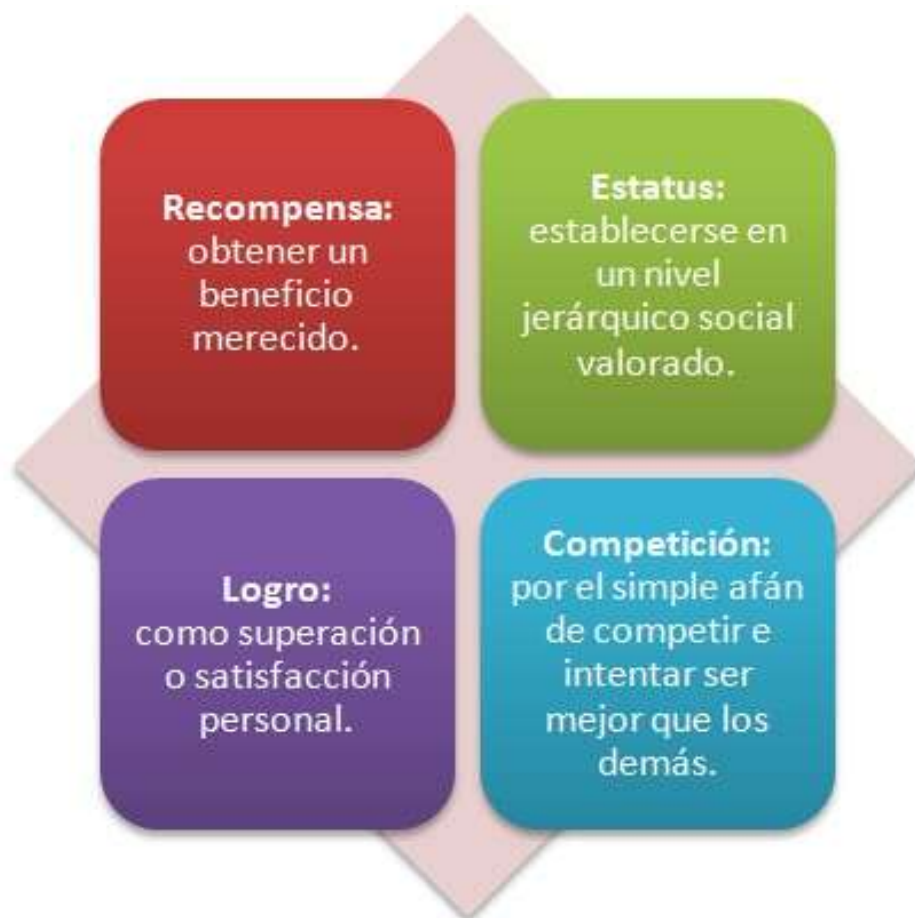 Recompensa:
obtener un
beneficio
merecido.
Estatus:
establecerse en
un nivel
jerárquico social
valorado.
Logro:
como superación
o satisfacción
personal.
Competición:
por el simple afán
de competir e
intentar ser
mejor que los
demás.